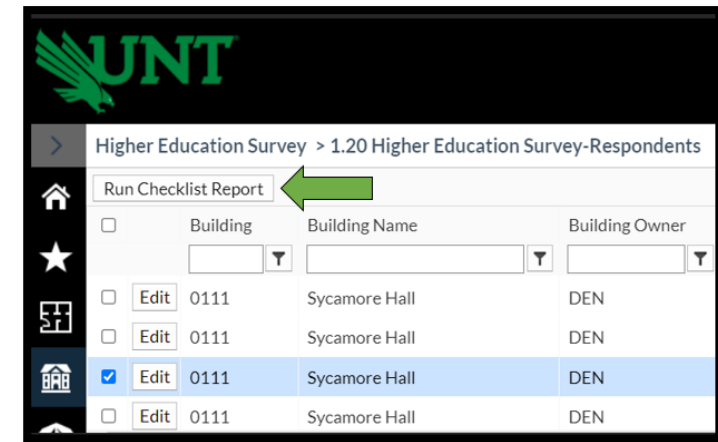 UNT
Higher Education Survey > 1.20 Higher Education Survey-Respondents
Run Checklist Report
Building Building Name Building Owner
Edit 0111 Sycamore Hall DEN
Edit 0111 Sycamore Hall DEN
Edit 0111 Sycamore Hall DEN
Edit 0111 Sycamore Hall DEN